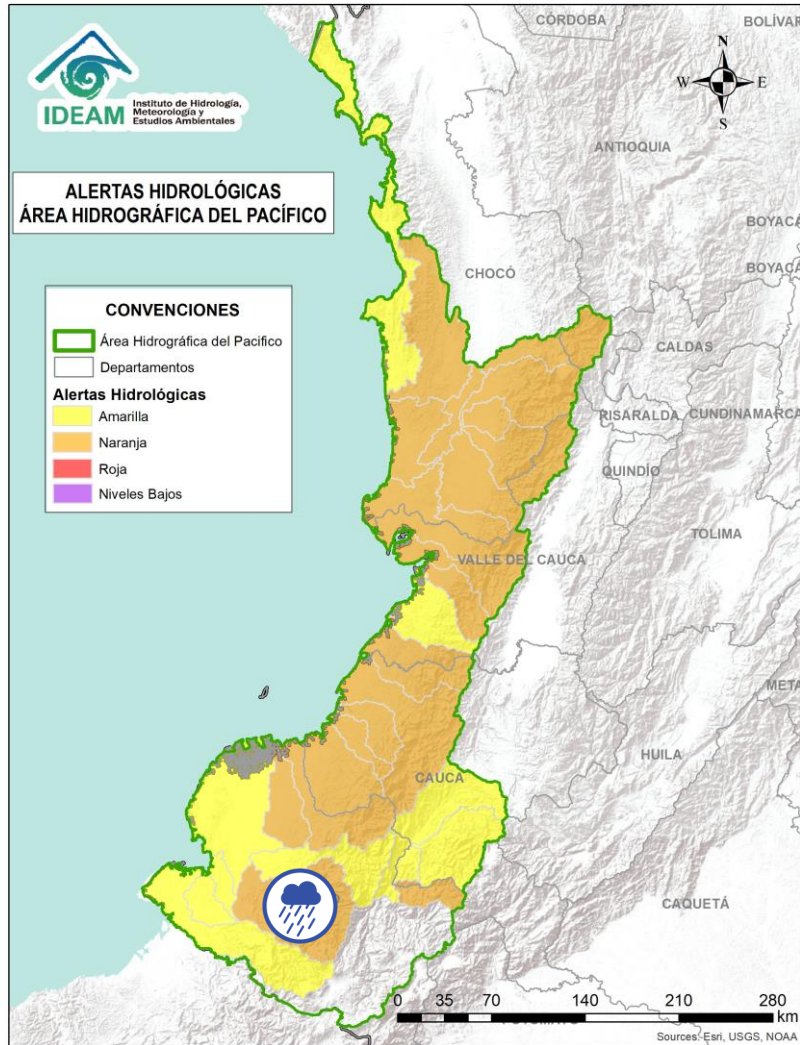 IDEAM
Instituto de Hidrología,
Meteorología y
Estudios Ambientales
ALERTAS HIDROLÓGICAS
ÁREA HIDROGRÁFICA DEL PACÍFICO
CONVENCIONES
Área Hidrográfica del Pacifico
Departamentos
Alertas Hidrológicas
Amarilla
Naranja
Roja
Niveles Bajos
CÓRDOBA
BOLÍVAR
N
W E
S
ANTIOQUIA
BOYACÁ
CHOCÓ
BOYACÁ
CALDAS
RISARALDA
CUNDINAMARCA
QUINDÍO
TOLIMA
VALLE DEL CAUCA
META
HUILA
CAUCA
CAQUETÁ
0 35 70 140 210 280
km
Sources: Esri, USGS, NOAA